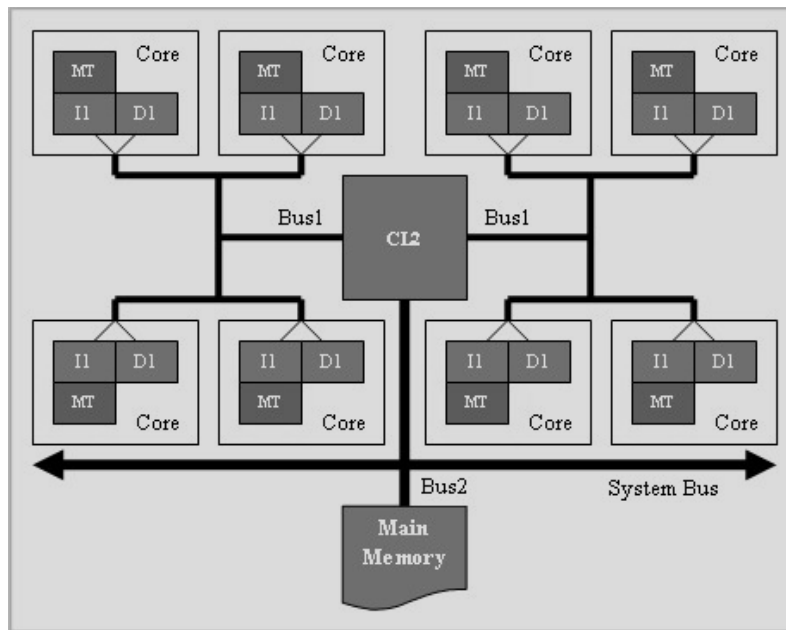 Core
MT
I1 D1
Core
MT
I1 D1
Core
MT
I1 D1
Core
MT
I1 D1
Bus1
CL2
Bus1
I1 D1
MT
Core
I1 D1
MT
Core
I1 D1
MT
Core
I1 D1
MT
Core
Bus2
System Bus
Main
Memory